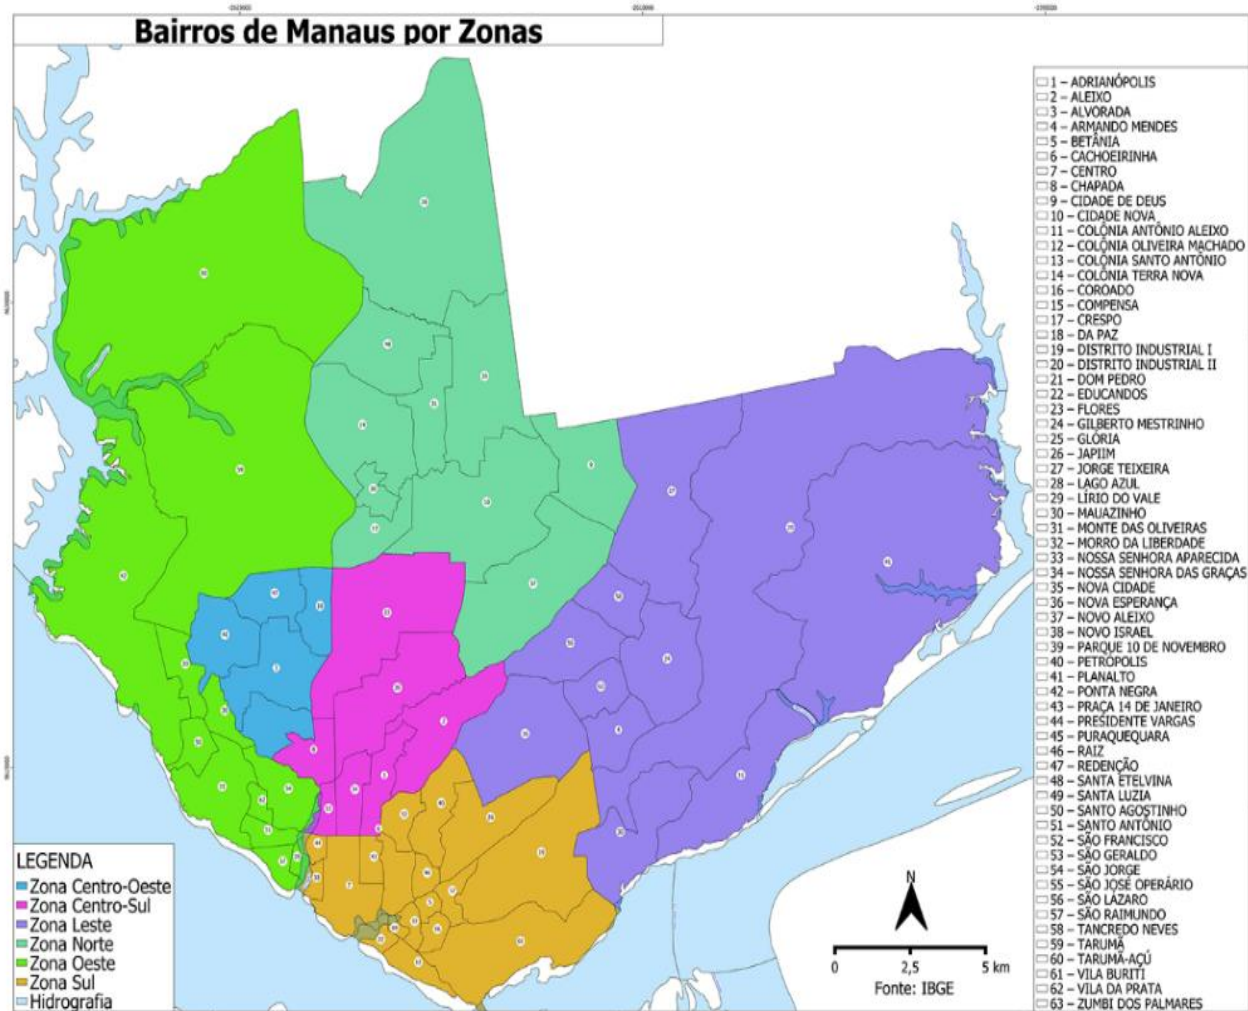 Bairros de Manaus por Zonas
1 – ADRIANÓPOLIS
2 – ALEIXO
3 – ALVORADA
4 – ARMANDO MENDES
5 – BETÂNIA
6 – CACHOEIRINHA
7 – CENTRO
8 – CHAPADA
9 – CIDADE DE DEUS
10 – CIDADE NOVA
11 – COLÔNIA ANTÔNIO ALEIXO
12 – COLÔNIA OLIVEIRA MACHADO
13 – COLÔNIA SANTO ANTÔNIO
14 – COLÔNIA TERRA NOVA
16 – COROADO
15 – COMPENSA
17 – CRESPO
18 – DA PAZ
19 – DISTRITO INDUSTRIAL I
20 – DISTRITO INDUSTRIAL II
21 – DOM PEDRO
22 – EDUCANDOS
23 – FLORES
24 – GILBERTO MESTRINHO
25 – GLÓRIA
26 – JAPIIM
27 – JORGE TEIXEIRA
28 – LAGO AZUL
29 – LÍRIO DO VALE
30 – MAUAZINHO
31 – MONTE DAS OLIVEIRAS
32 – MORRO DA LIBERDADE
33 – NOSSA SENHORA APARECIDA
34 – NOSSA SENHORA DAS GRAÇAS
35 – NOVA CIDADE
36 – NOVA ESPERANÇA
37 – NOVO ALEIXO
38 – NOVO ISRAEL
39 – PARQUE 10 DE NOVEMBRO
40 – PETRÓPOLIS
41 – PLANALTO
42 – PONTA NEGRA
43 – PRAÇA 14 DE JANEIRO
44 – PRESIDENTE VARGAS
45 – PURAQUEQUARA
46 – RAIZ
47 – REDENÇÃO
48 – SANTA ETELVINA
49 – SANTA LUZIA
50 – SANTO AGOSTINHO
51 – SANTO ANTÔNIO
52 – SÃO FRANCISCO
53 – SÃO GERALDO
54 – SÃO JORGE
55 – SÃO JOSÉ OPERÁRIO
56 – SÃO LÁZARO
57 – SÃO RAIMUNDO
58 – TANCREDO NEVES
59 – TARUMÃ
60 – TARUMÃ-AÇÚ
61 – VILA BURITI
62 – VILA DA PRATA
63 – ZUMBI DOS PALMARES
LEGENDA
Zona Centro-Oeste
Zona Centro-Sul
Zona Leste
Zona Norte
Zona Oeste
Zona Sul
Hidrografia
N
0 2,5 5 km
Fonte: IBGE